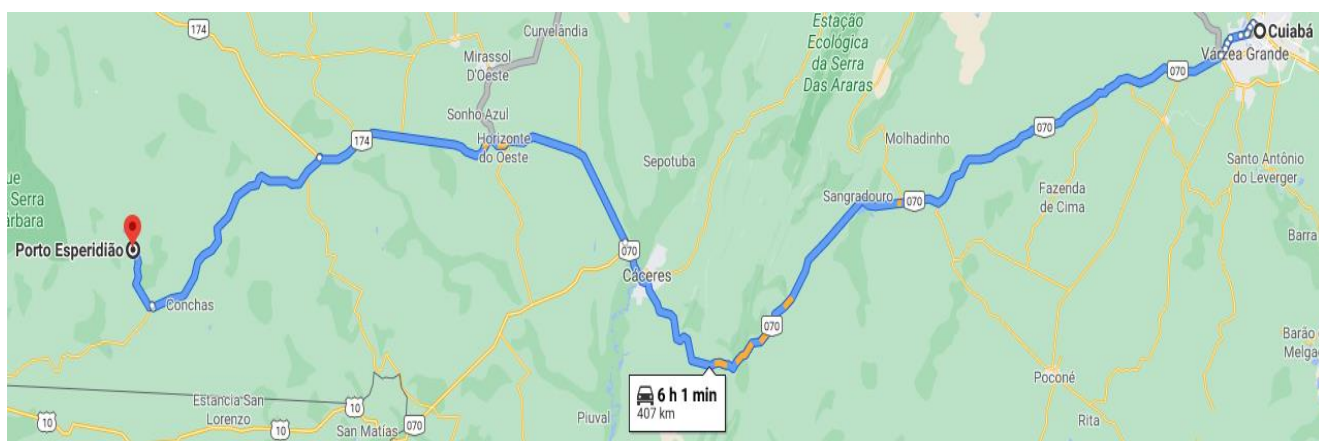 174
Curvelândia
Mirassol
D'Oeste
Estação
Ecológica
da Serra
Das Araras
Cuiabá
Várzea Grande
070
Sonho Azul
174
Horizonte
do Oeste
Sepotuba
Molhadinho
070
Santo Antônio
do Leverger
ue
Serra
árbara
Sangradouro
070
Fazenda
de Cima
Porto Esperidião
070
Cáceres
Barra
Conchas
070
Barão
Melga
6 h 1 min
407 km
Poconé
Estancia San
Lorenzo
10
10
10
San Matías
070
Piuval
Rita